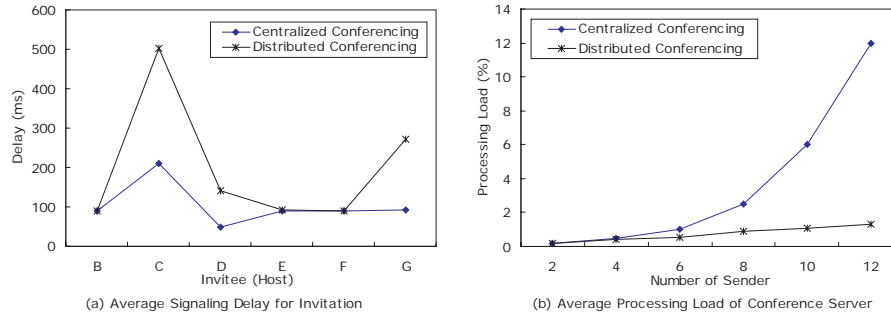 600
500
400
300
200
100
0
Delay (ms)
Centralized Conferencing
Distributed Conferencing
B C D E F G
Invitee (Host)
(a) Average Signaling Delay for Invitation
14
12
10
8
6
4
2
0
Processing Load (%)
Centralized Conferencing
Distributed Conferencing
2 4 6 8 10 12
Number of Sender
(b) Average Processing Load of Conference Server